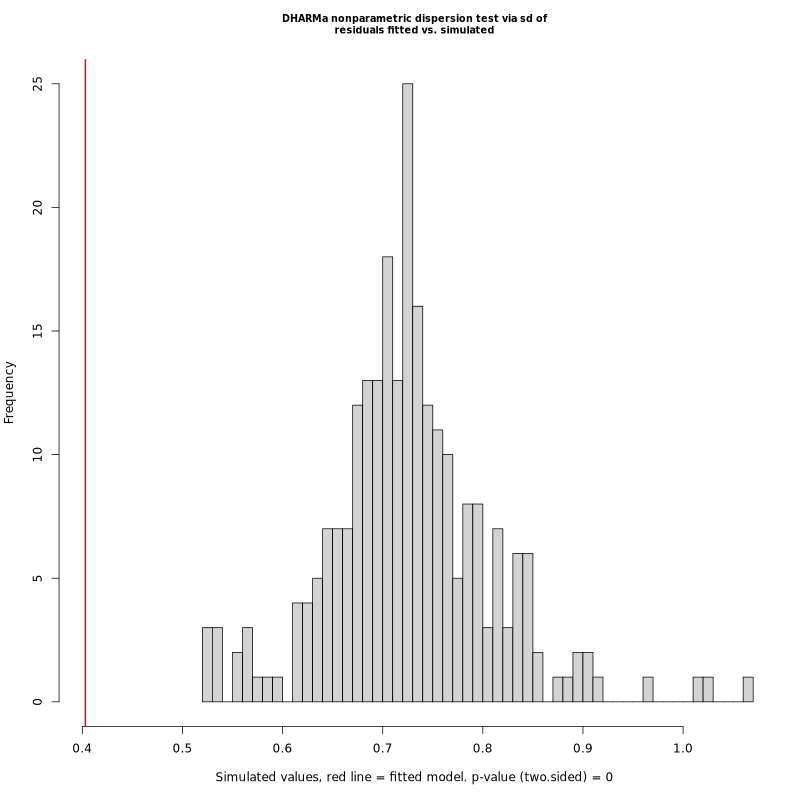 DHARMa nonparametric dispersion test via sd of
residuals fitted vs. simulated
25
20
15
10
5
0
Frequency
0.4 0.5 0.6 0.7 0.8 0.9 1.0
Simulated values, red line = fitted model. p-value (two.sided) = 0